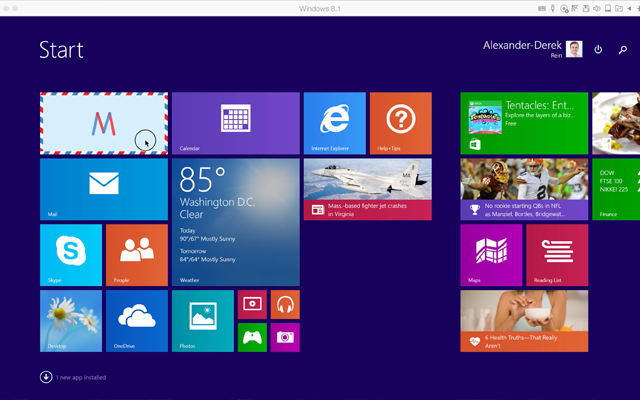 Windows 8.1
Start
Alexander-Derek
Rein
M
Calendar
Internet Explorer
Help+Tips
Mail
85°
Washington D.C.
Clear
Today
90°/67° Mostly Sunny
Tomorrow
84°/64° Mostly Sunny
Weather
Mass.-based fighter jet crashes
in Virginia
Skype
People
Desktop
OneDrive
Photos
Tentacles: Ent...
Explore the layers of a biz...
Free
No rookie starting QBs in NFL
as Manziel, Bortles, Bridgewat...
DOW
FTSE 100
NIKKEI 225
Finance
Maps
Reading List
6 Health Truths—That Really
Aren't
1 new app installed